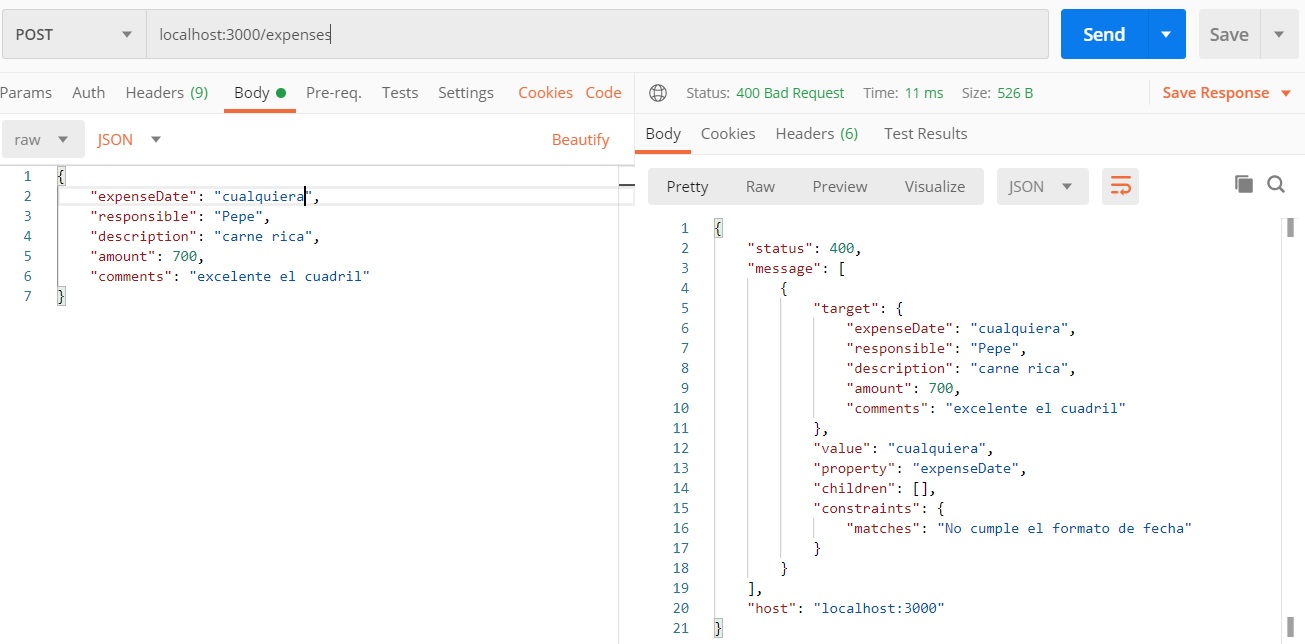 POST localhost:3000/expenses Send Save
Params Auth Headers (9) Body Pre-req. Tests Settings Cookies Code
raw JSON Beautify
1 {
2 "expenseDate": "cualquiera",
3 "responsible": "Pepe",
4 "description": "carne rica",
5 "amount": 700,
6 "comments": "excelente el cuadril"
7 }
Status: 400 Bad Request Time: 11 ms Size: 526 B Save Response
Body Cookies Headers (6) Test Results
Pretty Raw Preview Visualize JSON
1 {
2 "status": 400,
3 "message": [
4 {
5 "target": {
6 "expenseDate": "cualquiera",
7 "responsible": "Pepe",
8 "description": "carne rica",
9 "amount": 700,
10 "comments": "excelente el cuadril"
11 },
12 "value": "cualquiera",
13 "property": "expenseDate",
14 "children": [],
15 "constraints": {
16 "matches": "No cumple el formato de fecha"
17 }
18 }
19 ],
20 "host": "localhost:3000"
21 }